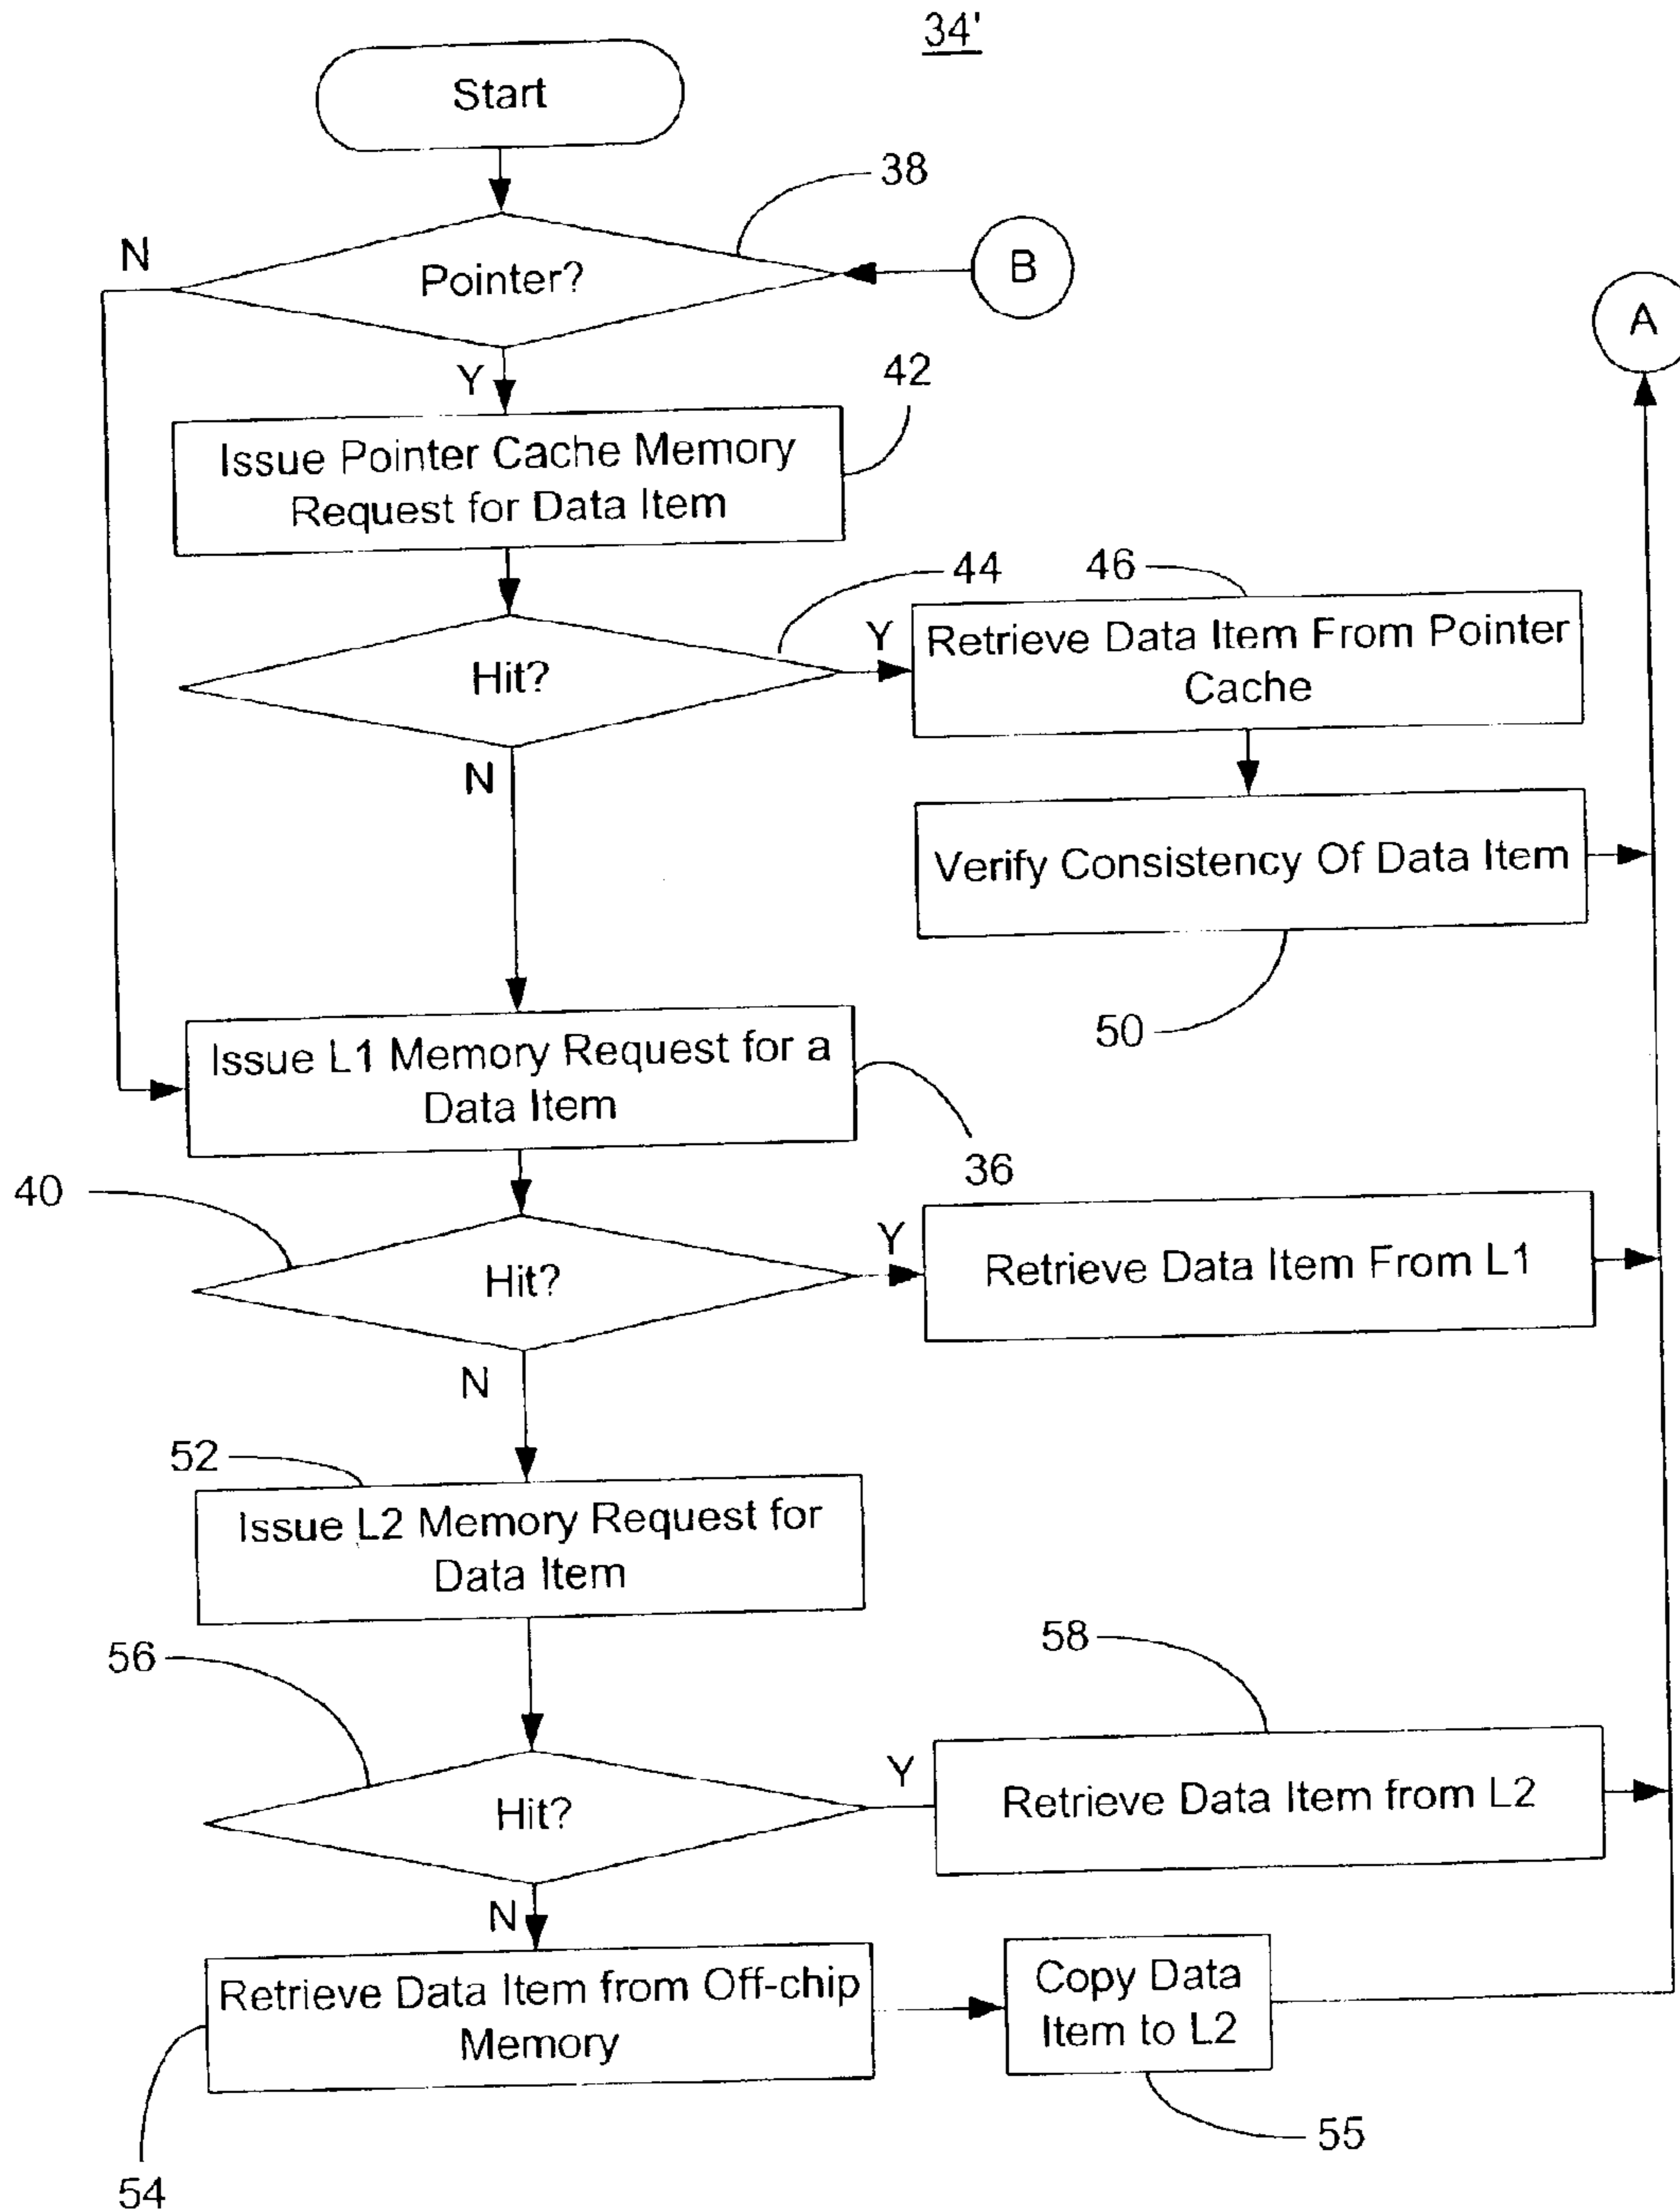 34'
Start
38
N
Pointer?
B
A
Y
42
Issue Pointer Cache Memory
Request for Data Item
44
46
Hit?
Y
Retrieve Data Item From Pointer
Cache
N
Verify Consistency Of Data Item
50
Issue L1 Memory Request for a
Data Item
36
40
Hit?
Y
Retrieve Data Item From L1
N
52
Issue L2 Memory Request for
Data Item
56
58
Hit?
Y
Retrieve Data Item from L2
N
Retrieve Data Item from Off-chip
Memory
Copy Data
Item to L2
54
55